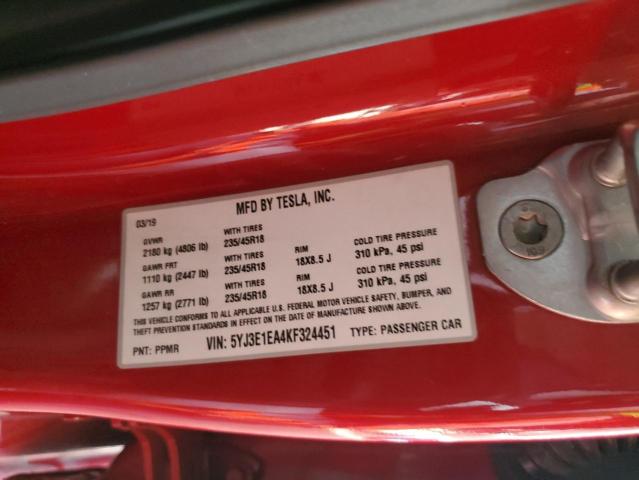 MFD BY TESLA, INC.
03/19
GVWR WITH TIRES
2180 kg (4806 lb) 235/45R18
GAWR FRT WITH TIRES RIM COLD TIRE PRESSURE
1110 kg (2447 lb) 235/45R18 18X8.5 J 310 kPa, 45 psi
GAWR RR WITH TIRES RIM COLD TIRE PRESSURE
1257 kg (2771 lb) 235/45R18 18X8.5 J 310 kPa, 45 psi
THIS VEHICLE CONFORMS TO ALL APPLICABLE U.S. FEDERAL MOTOR VEHICLE SAFETY, BUMPER, AND
THEFT PREVENTION STANDARDS IN EFFECT ON THE DATE OF MANUFACTURE SHOWN ABOVE.
PNT: PPMR VIN: 5YJ3E1EA4KF324451 TYPE: PASSENGER CAR